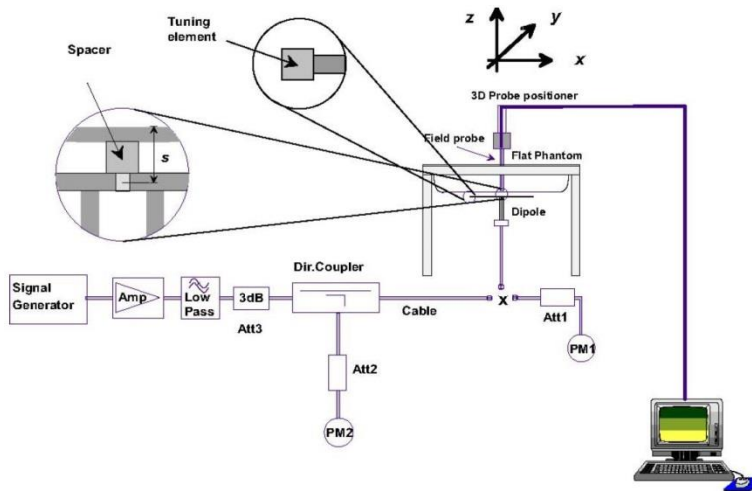 Tuning
element
z
y
x
Spacer
3D Probe positioner
s
Field probe
Flat Phantom
Dipole
Dir.Coupler
Signal
Generator
Amp
Low
Pass
3dB
Cable
x
Att3
Att1
PM1
Att2
PM2